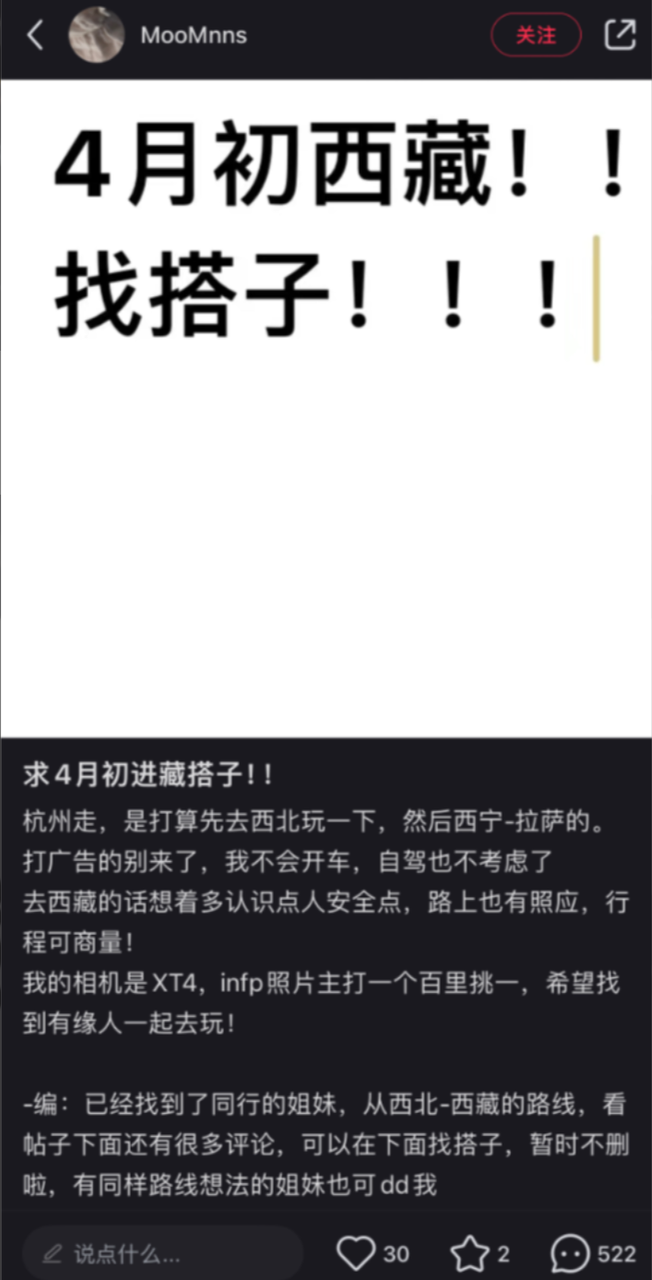 MooMnns
关注
4月初西藏！！
找搭子！！！
求4月初进藏搭子！！
杭州走，是打算先去西北玩一下，然后西宁-拉萨的。
打广告的别来了，我不会开车，自驾也不考虑了
去西藏的话想着多认识点人安全点，路上也有照应，行
程可商量！
我的相机是XT4，infp照片主打一个百里挑一，希望找
到有缘人一起去玩！
-编：已经找到了同行的姐妹，从西北-西藏的路线，看
帖子下面还有很多评论，可以在下面找搭子，暂时不删
啦，有同样路线想法的姐妹也可dd我
说点什么...
30
2
522